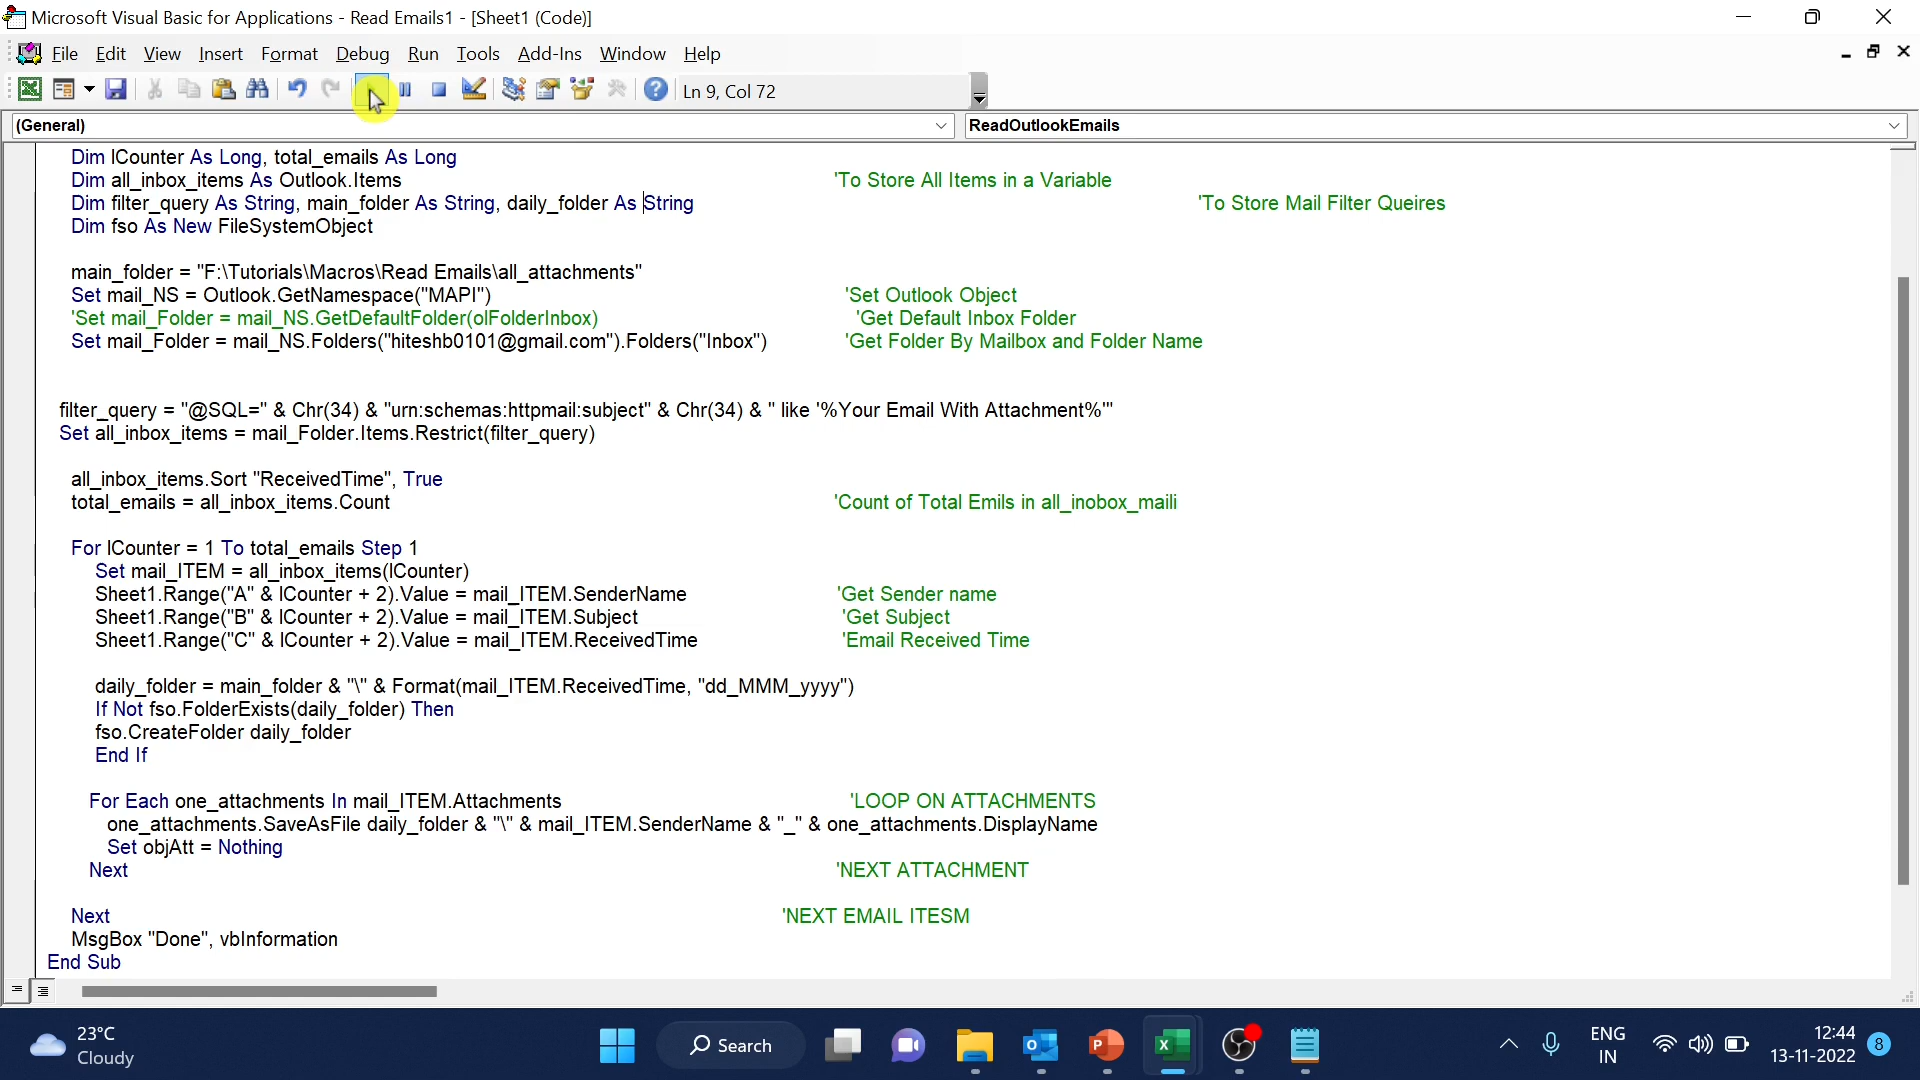 Microsoft Visual Basic for Applications - Read Emails1 - [Sheet1 (Code)]
File Edit View Insert Format Debug Run Tools Add-Ins Window Help
Ln 9, Col 72
(General) ReadOutlookEmails
Dim lCounter As Long, total_emails As Long
Dim all_inbox_items As Outlook.Items 'To Store All Items in a Variable
Dim filter_query As String, main_folder As String, daily_folder As String 'To Store Mail Filter Queires
Dim fso As New FileSystemObject
main_folder = "F:\Tutorials\Macros\Read Emails\all_attachments"
Set mail_NS = Outlook.GetNamespace("MAPI") 'Set Outlook Object
'Set mail_Folder = mail_NS.GetDefaultFolder(olFolderInbox) 'Get Default Inbox Folder
Set mail_Folder = mail_NS.Folders("hiteshb0101@gmail.com").Folders("Inbox") 'Get Folder By Mailbox and Folder Name
filter_query = "@SQL=" & Chr(34) & "urn:schemas:httpmail:subject" & Chr(34) & " like '%Your Email With Attachment%'"
Set all_inbox_items = mail_Folder.Items.Restrict(filter_query)
all_inbox_items.Sort "ReceivedTime", True
total_emails = all_inbox_items.Count 'Count of Total Emils in all_inobox_maili
For lCounter = 1 To total_emails Step 1
Set mail_ITEM = all_inbox_items(lCounter)
Sheet1.Range("A" & lCounter + 2).Value = mail_ITEM.SenderName 'Get Sender name
Sheet1.Range("B" & lCounter + 2).Value = mail_ITEM.Subject 'Get Subject
Sheet1.Range("C" & lCounter + 2).Value = mail_ITEM.ReceivedTime 'Email Received Time
daily_folder = main_folder & "\" & Format(mail_ITEM.ReceivedTime, "dd_MMM_yyyy")
If Not fso.FolderExists(daily_folder) Then
fso.CreateFolder daily_folder
End If
For Each one_attachments In mail_ITEM.Attachments 'LOOP ON ATTACHMENTS
one_attachments.SaveAsFile daily_folder & "\" & mail_ITEM.SenderName & "_" & one_attachments.DisplayName
Set objAtt = Nothing
Next 'NEXT ATTACHMENT
Next 'NEXT EMAIL ITESM
MsgBox "Done", vbInformation
End Sub
23°C
Cloudy
Search
ENG
IN
12:44
13-11-2022
8